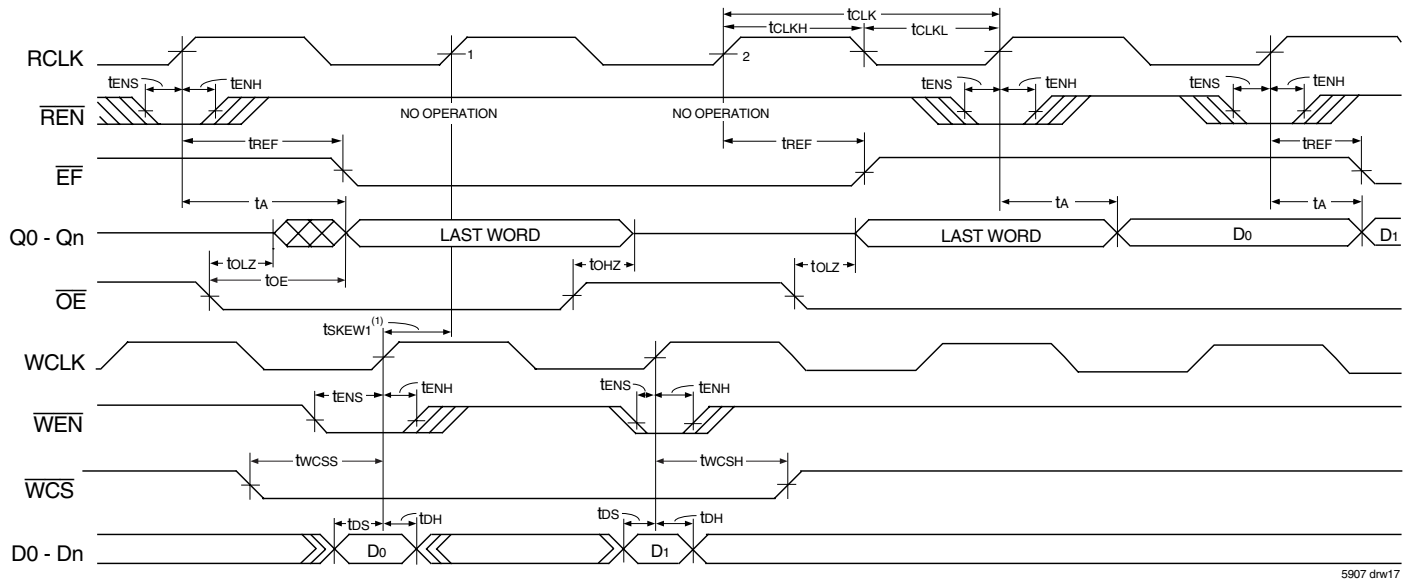 tCLK
tCLKH tCLKL
RCLK 1 2
tENS tENH tENS tENH tENS tENH
REN NO OPERATION NO OPERATION
tREF tREF tREF
EF
tA tA tA
Q0 - Qn LAST WORD LAST WORD D0 D1
tOLZ tOHZ tOLZ
tOE
OE
tSKEW1(1)
WCLK
tENS tENH tENS tENH
WEN
tWCSS tWCSH
WCS
tDS tDH tDS tDH
D0 - Dn D0 D1
5907 drw17